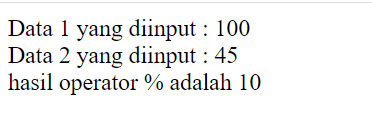 Data 1 yang diinput : 100
Data 2 yang diinput : 45
hasil operator % adalah 10